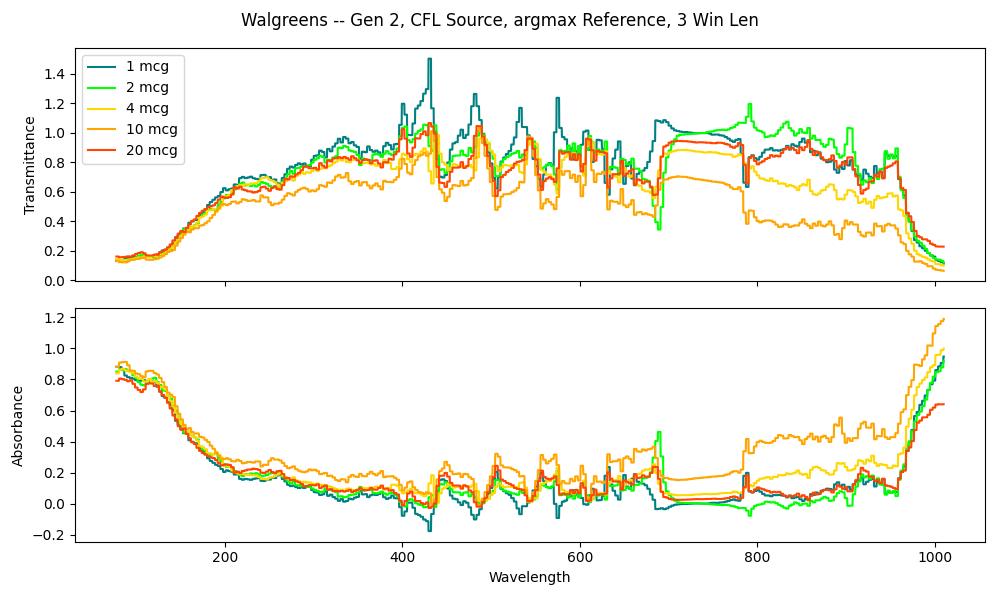 Walgreens -- Gen 2, CFL Source, argmax Reference, 3 Win Len
1 mcg
2 mcg
4 mcg
10 mcg
20 mcg
Transmittance
1.4
1.2
1.0
0.8
0.6
0.4
0.2
0.0
Absorbance
1.2
1.0
0.8
0.6
0.4
0.2
0.0
−0.2
200
400
600
800
1000
Wavelength